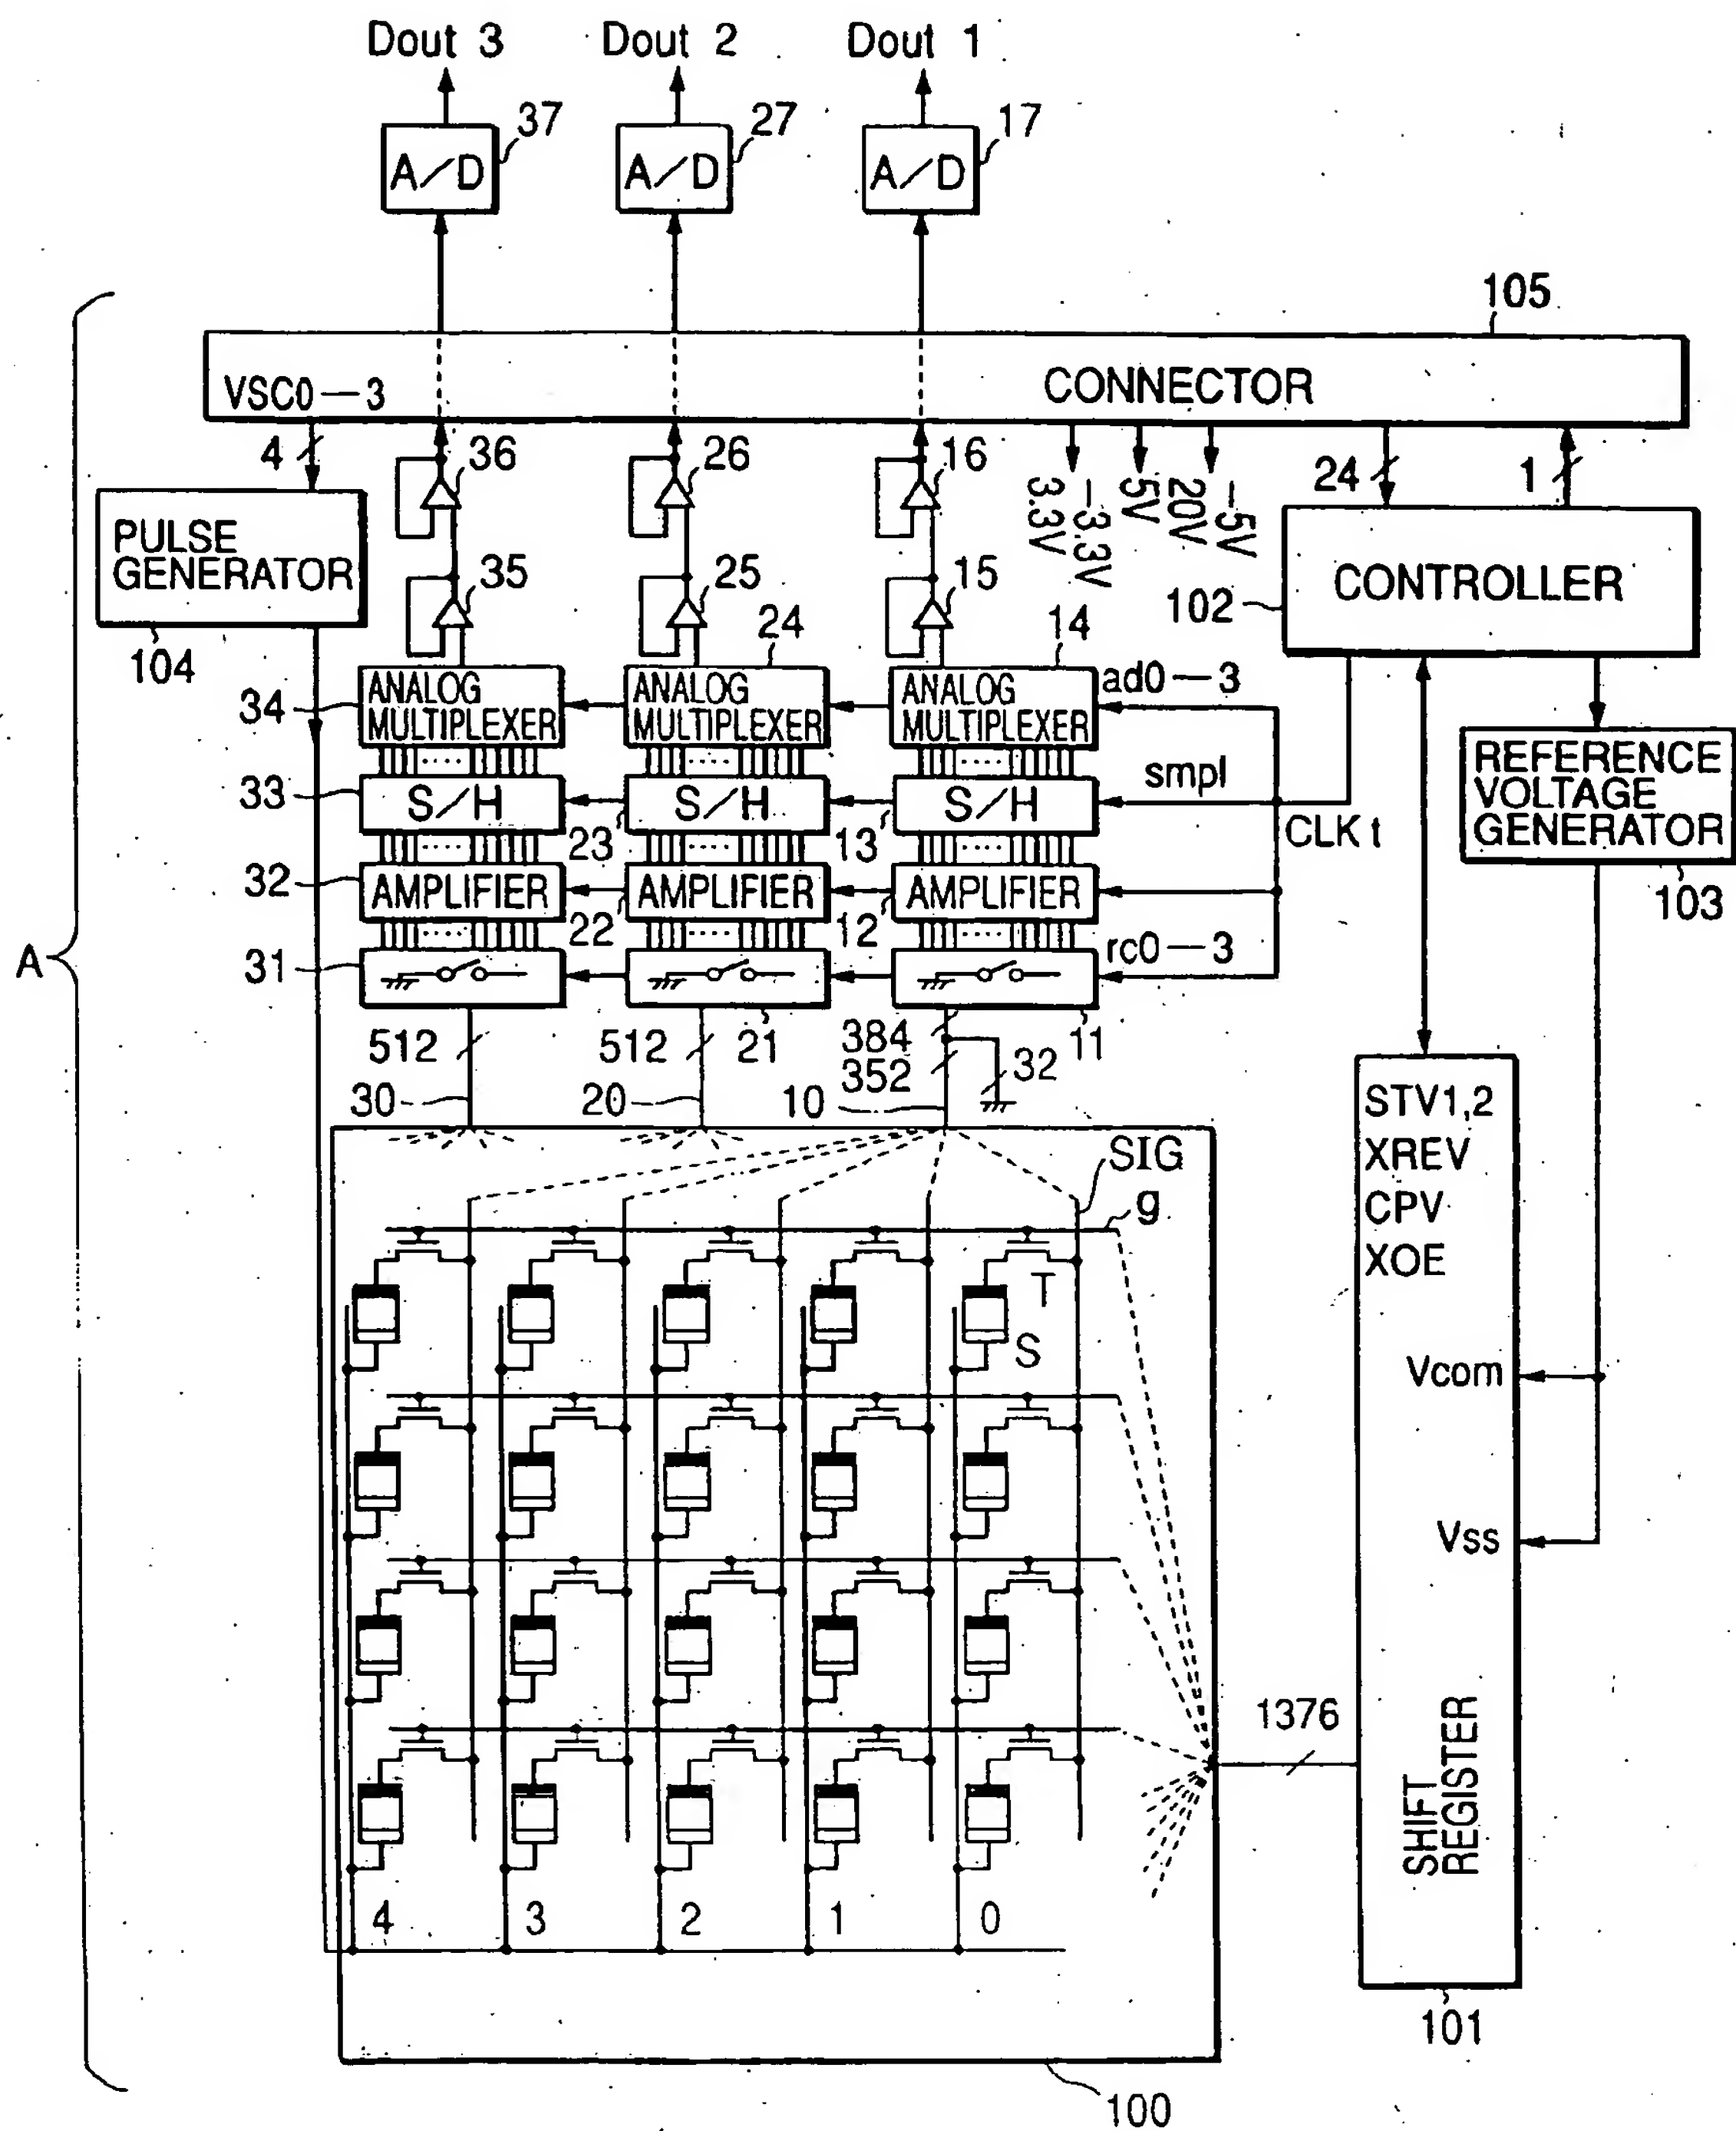 Dout 3 Dout 2 Dout 1
37 27 17
A/D A/D A/D
105
VSC0—3 CONNECTOR
4 36 26 16 24 1
3.3V
−3.3V
5V
20V
−5V
PULSE
GENERATOR
104
35 25 15
CONTROLLER
102
24 14
34 ANALOG
MULTIPLEXER
ANALOG
MULTIPLEXER
ANALOG
MULTIPLEXER
ad0—3
REFERENCE
VOLTAGE
GENERATOR
103
33 S/H 23 S/H 13 S/H smpl
CLK t
32 AMPLIFIER 22 AMPLIFIER 12 AMPLIFIER
31 rc0—3
A
512 512 21 384 11
352 32
30 20 10
SIG
g
T
S
STV1,2
XREV
CPV
XOE
Vcom
Vss
1376
SHIFT
REGISTER
4 3 2 1 0
101
100